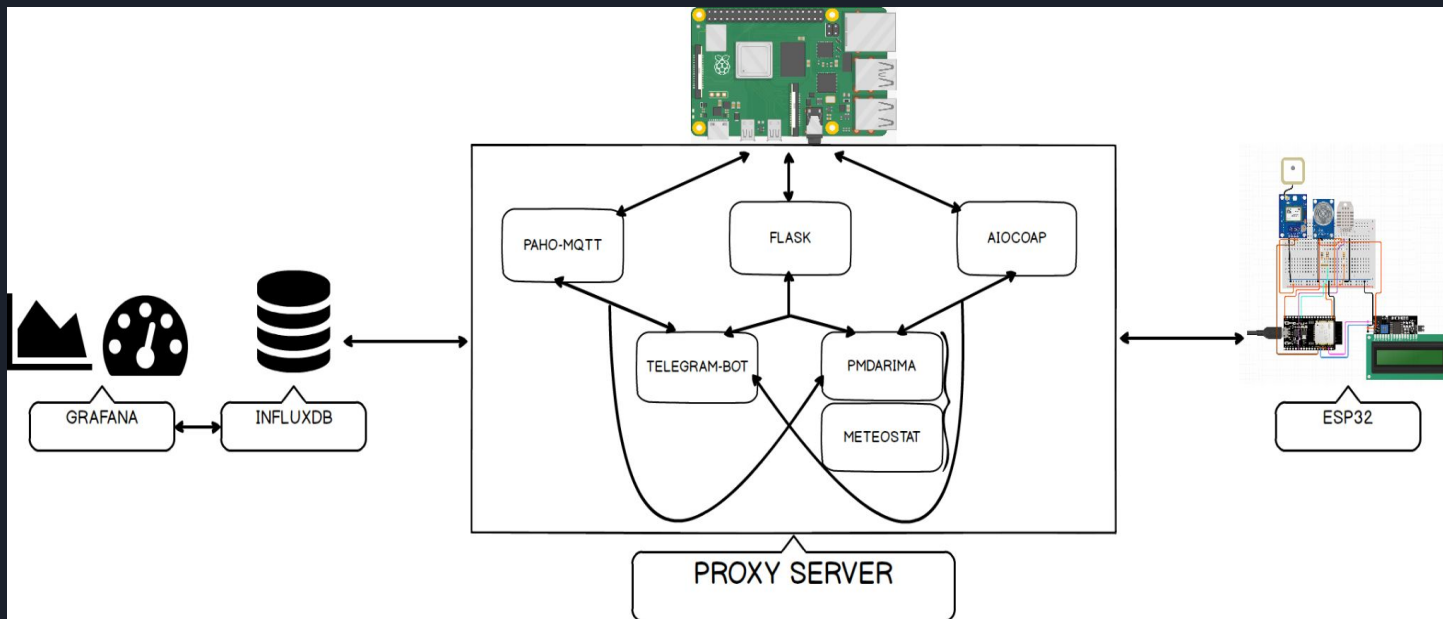 PAHO-MQTT
FLASK
AIOCOAP
TELEGRAM-BOT
PMDARIMA
METEOSTAT
GRAFANA
INFLUXDB
ESP32
PROXY SERVER